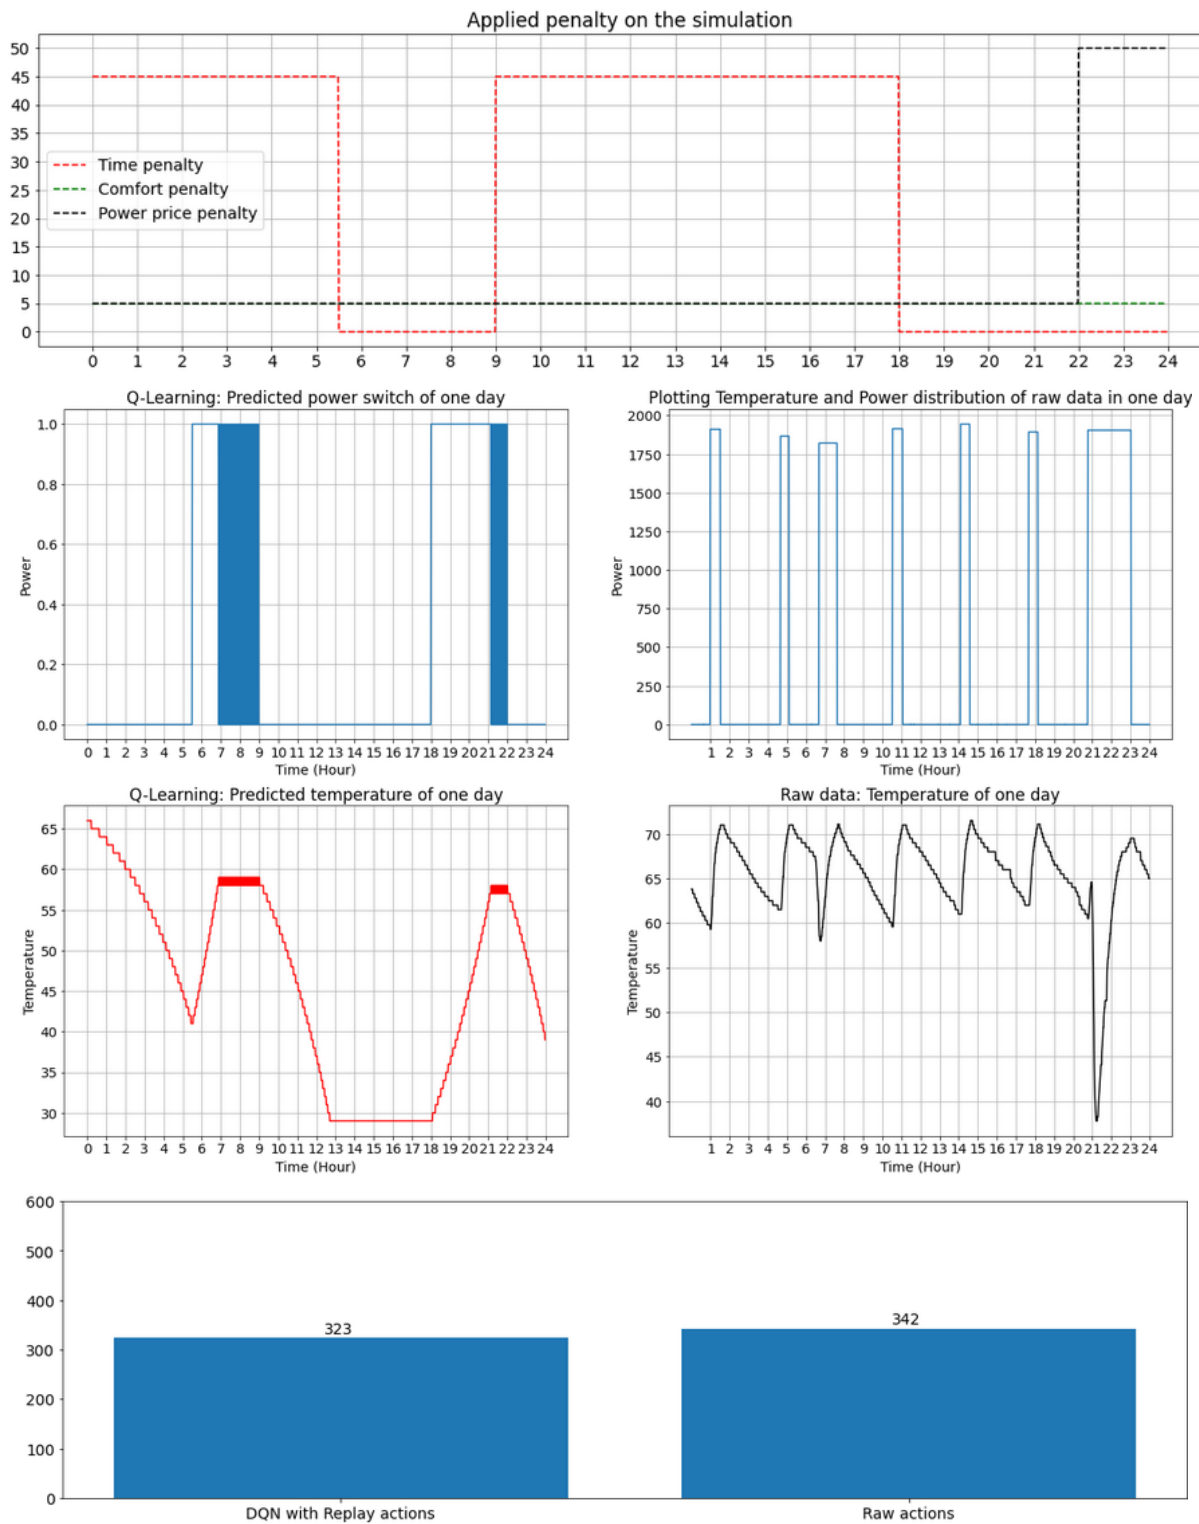 Applied penalty on the simulation
50
45
40
35
30
25
20
15
10
5
0
Time penalty
Comfort penalty
Power price penalty
0 1 2 3 4 5 6 7 8 9 10 11 12 13 14 15 16 17 18 19 20 21 22 23 24
Q-Learning: Predicted power switch of one day
1.0
0.8
0.6
0.4
0.2
0.0
Power
0 1 2 3 4 5 6 7 8 9 10 11 12 13 14 15 16 17 18 19 20 21 22 23 24
Time (Hour)
Plotting Temperature and Power distribution of raw data in one day
2000
1750
1500
1250
1000
750
500
250
0
Power
1 2 3 4 5 6 7 8 9 10 11 12 13 14 15 16 17 18 19 20 21 22 23 24
Time (Hour)
Q-Learning: Predicted temperature of one day
65
60
55
50
45
40
35
30
Temperature
0 1 2 3 4 5 6 7 8 9 10 11 12 13 14 15 16 17 18 19 20 21 22 23 24
Time (Hour)
Raw data: Temperature of one day
70
65
60
55
50
45
40
Temperature
1 2 3 4 5 6 7 8 9 10 11 12 13 14 15 16 17 18 19 20 21 22 23 24
Time (Hour)
600
500
400
300
200
100
0
323
342
DQN with Replay actions
Raw actions